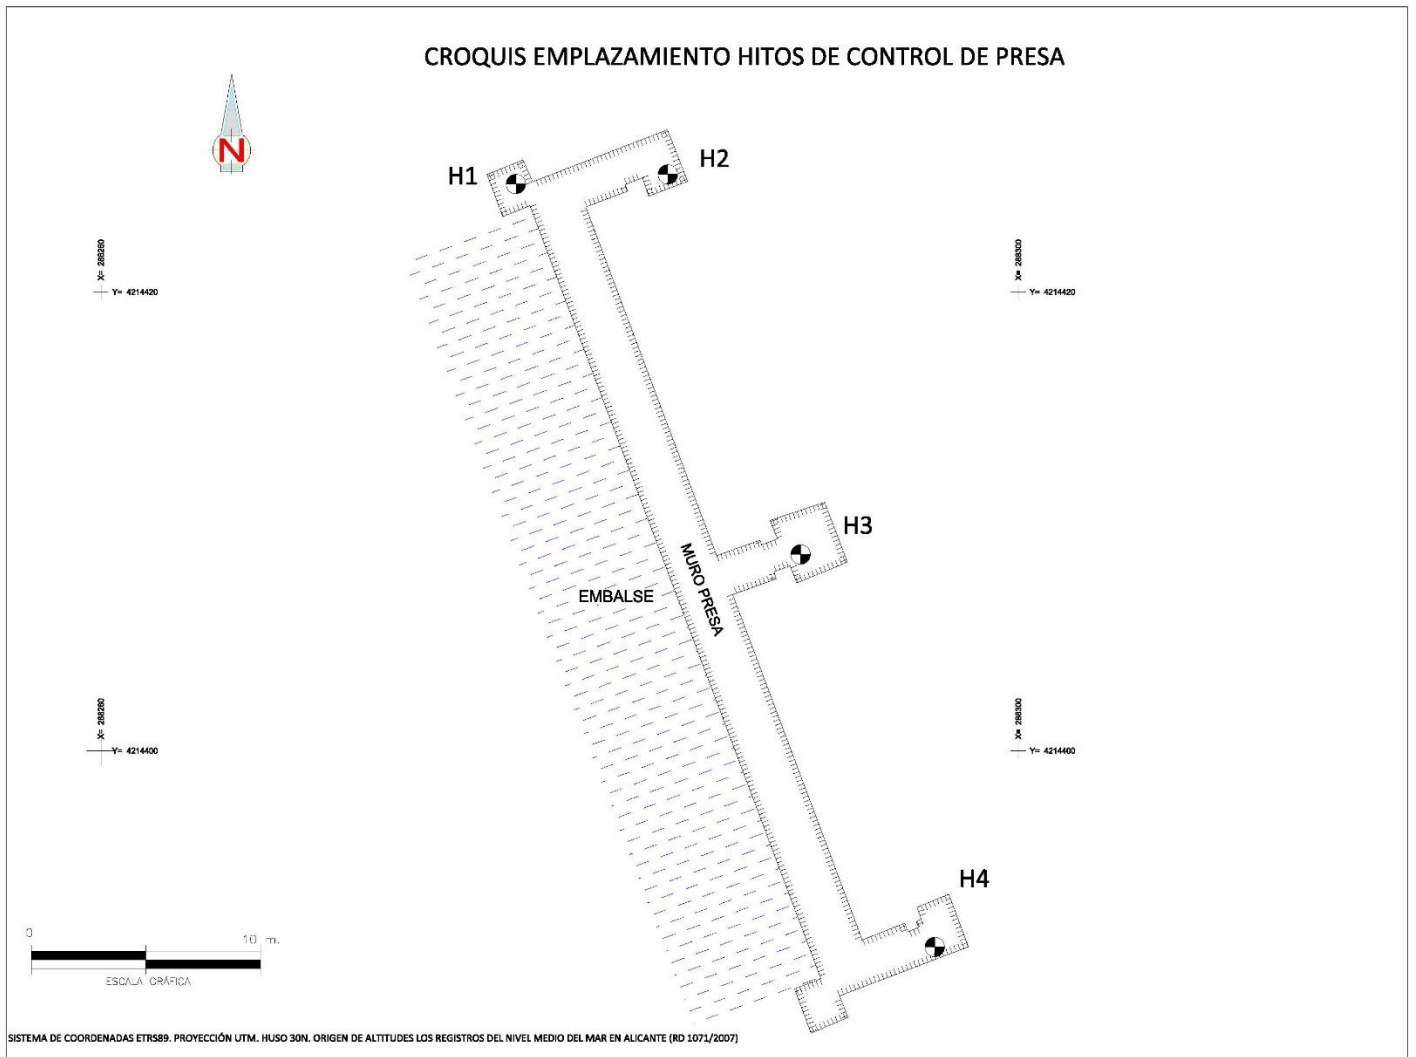 CROQUIS EMPLAZAMIENTO HITOS DE CONTROL DE PRESA
N
H1
H2
X= 288260
Y= 4214420
X= 288300
Y= 4214420
H3
MURO PRESA
EMBALSE
X= 288260
Y= 4214400
X= 288300
Y= 4214400
H4
0
10 m.
ESCALA GRÁFICA
SISTEMA DE COORDENADAS ETRS89. PROYECCIÓN UTM. HUSO 30N. ORIGEN DE ALTITUDES LOS REGISTROS DEL NIVEL MEDIO DEL MAR EN ALICANTE (RD 1071/2007)